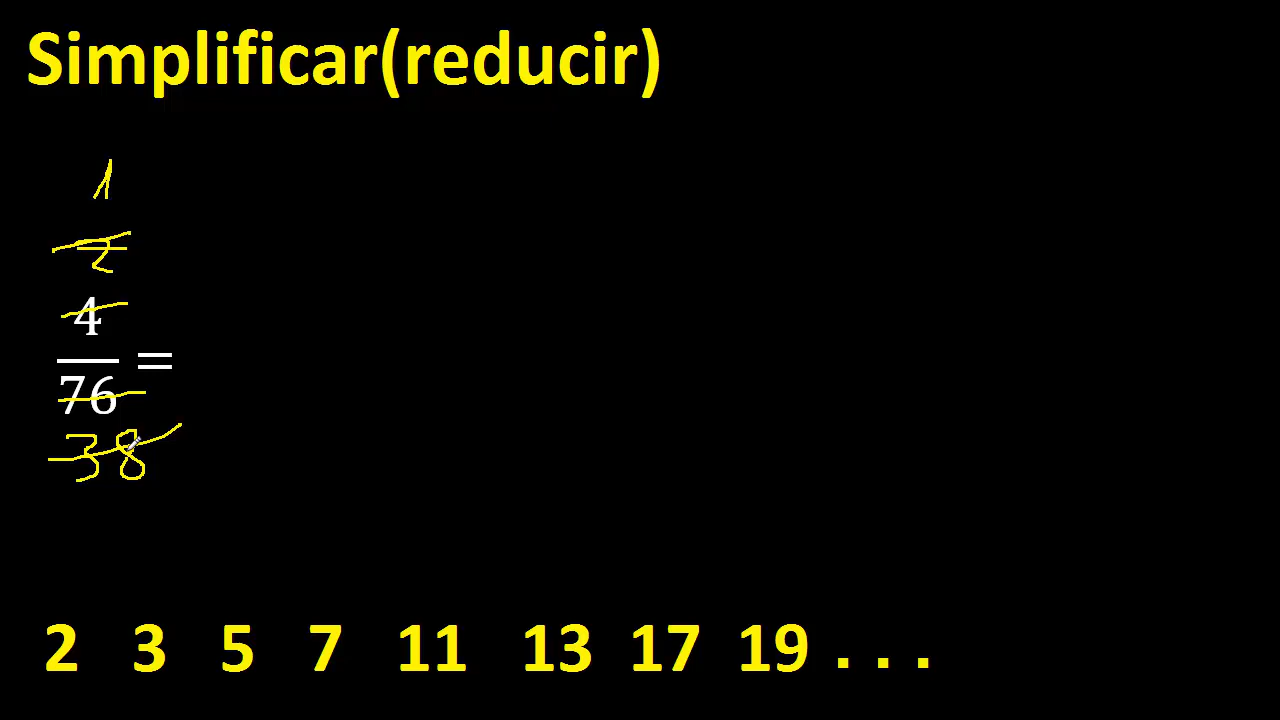 Simplificar(reducir)
1
2
4
76 =
38
2 3 5 7 11 13 17 19 . . .